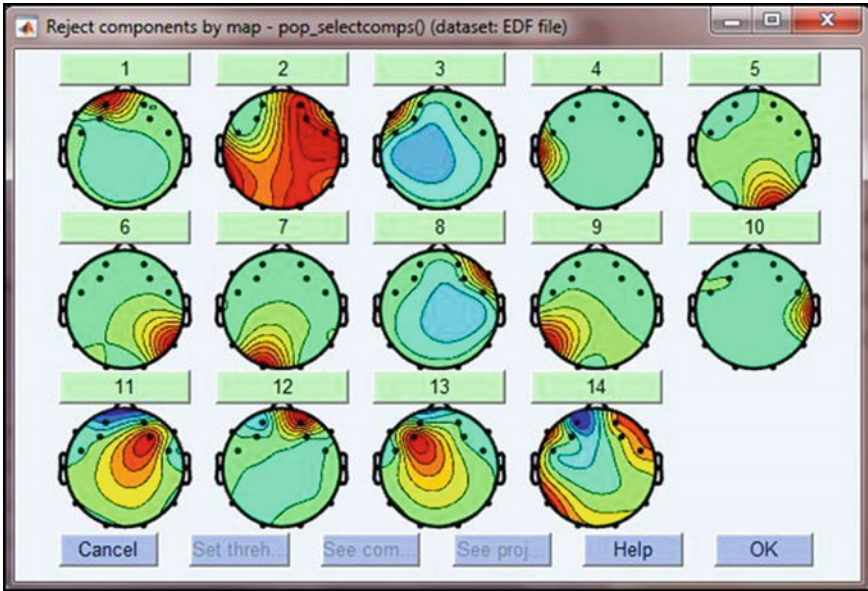 Reject components by map - pop_selectcomps() (dataset: EDF file)
1 2 3 4 5
6 7 8 9 10
11 12 13 14
Cancel Set threh... See com... See proj... Help OK